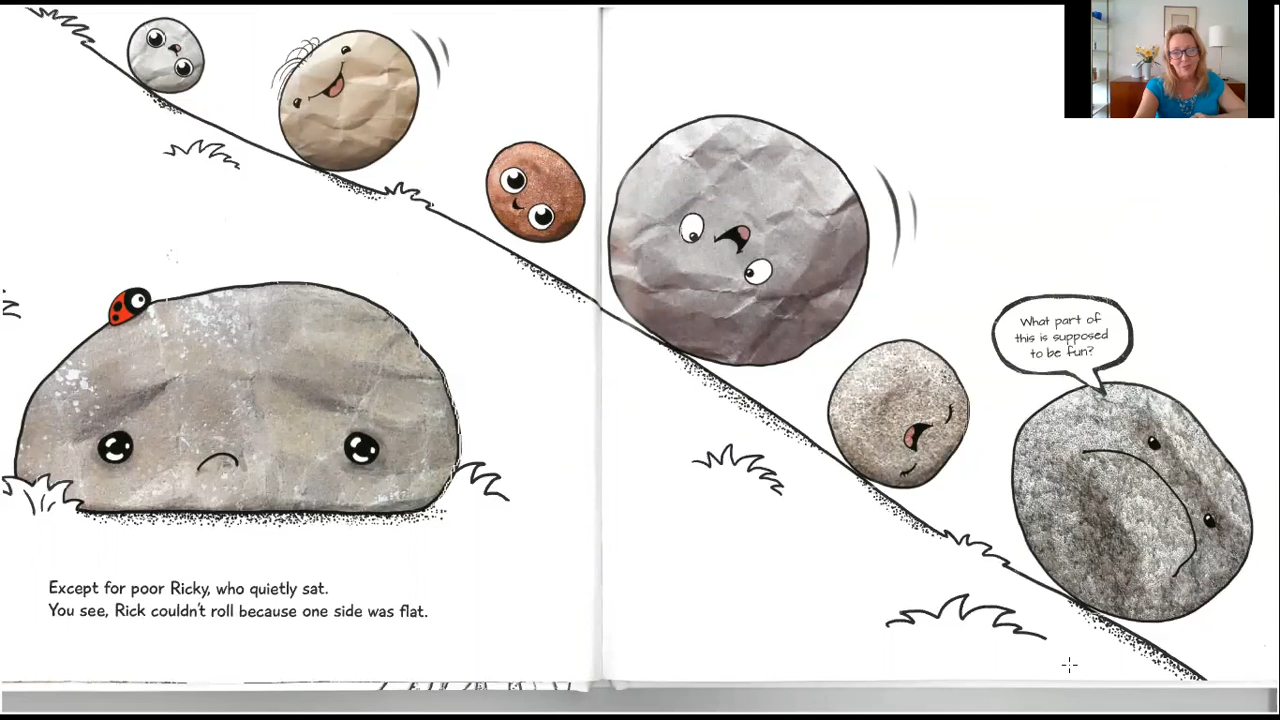 Except for poor Ricky, who quietly sat.
You see, Rick couldn't roll because one side was flat.
What part of
this is supposed
to be fun?